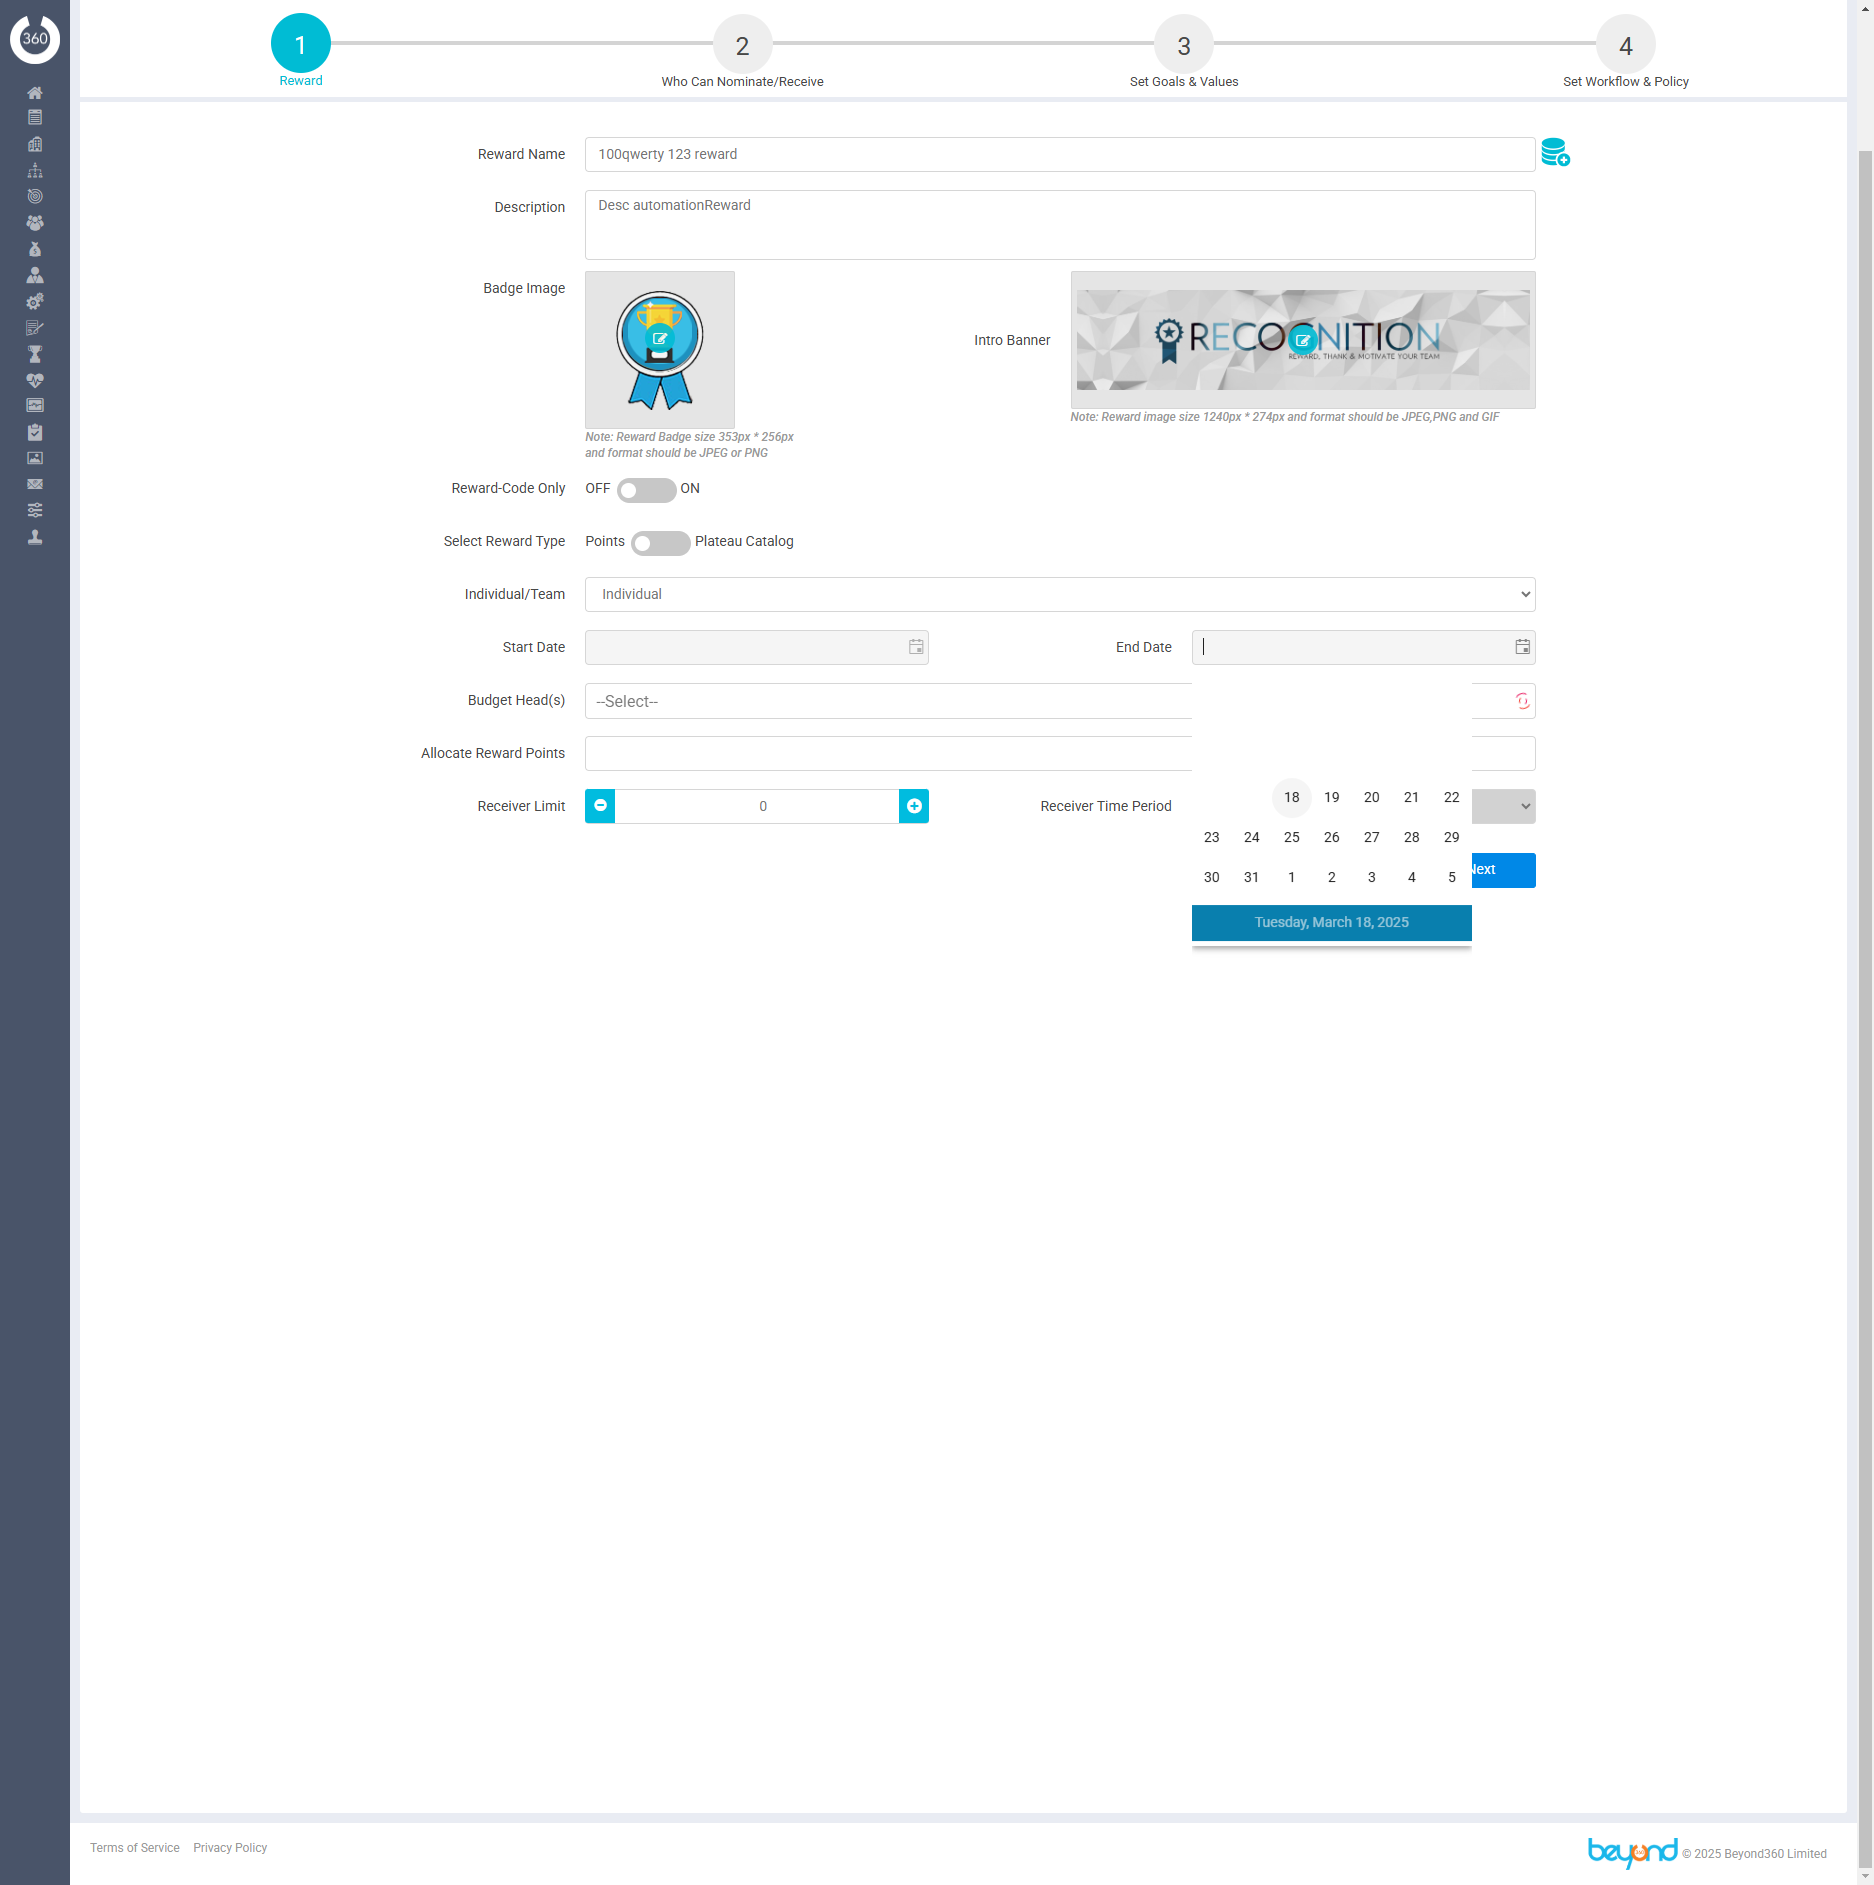 360
1
2
3
4
Reward
Who Can Nominate/Receive
Set Goals & Values
Set Workflow & Policy
Reward Name
100qwerty 123 reward
Description
Desc automationReward
Badge Image
Intro Banner
RECOGNITION
REWARD, THANK & MOTIVATE YOUR TEAM
Note: Reward image size 1240px * 274px and format should be JPEG,PNG and GIF
Note: Reward Badge size 353px * 256px
and format should be JPEG or PNG
Reward-Code Only
OFF
ON
Select Reward Type
Points
Plateau Catalog
Individual/Team
Individual
Start Date
End Date
Budget Head(s)
--Select--
Allocate Reward Points
Receiver Limit
0
Receiver Time Period
18 19 20 21 22
23 24 25 26 27 28 29
30 31 1 2 3 4 5
Next
Tuesday, March 18, 2025
Terms of Service
Privacy Policy
beyond
© 2025 Beyond360 Limited